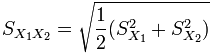 $S_{X_1X_2} = \sqrt{\frac{1}{2}(S_{X_1}^2 + S_{X_2}^2)}$